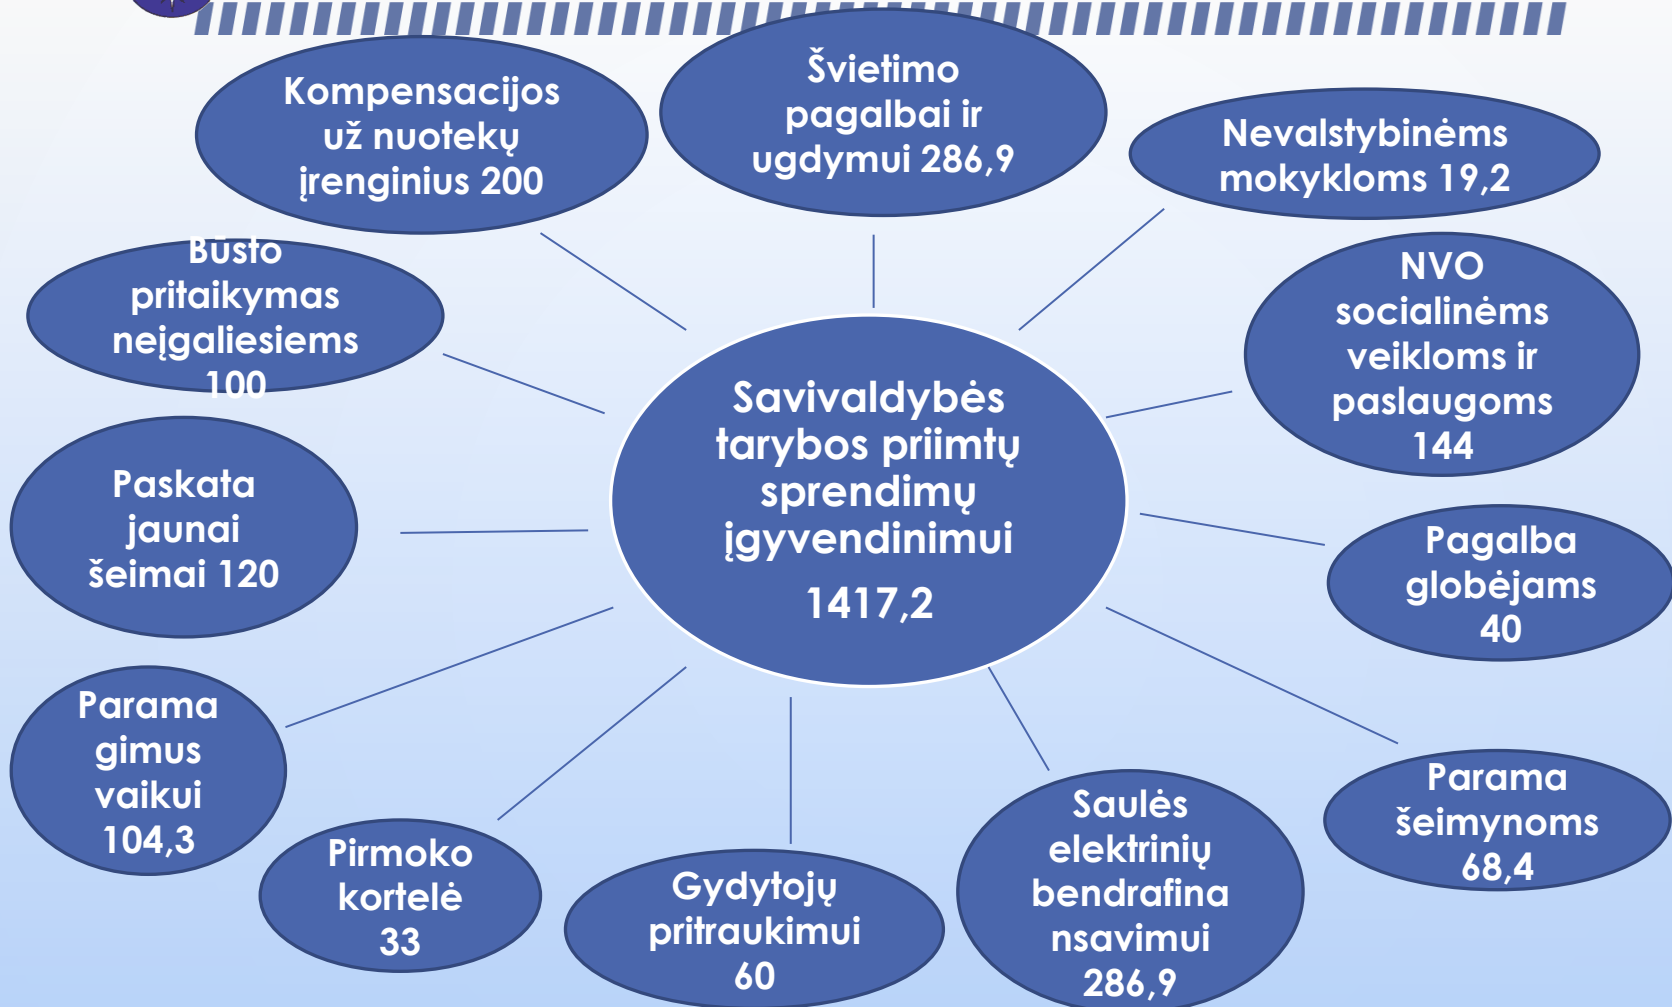 Kompensacijos
už nuotekų
įrenginius 200
Švietimo
pagalbai ir
ugdymui 286,9
Nevalstybinėms
mokykloms 19,2
Būsto
pritaikymas
neįgaliesiems
100
NVO
socialinėms
veikloms ir
paslaugoms
144
Savivaldybės
tarybos priimtų
sprendimų
įgyvendinimui
1417,2
Paskata
jaunai
šeimai 120
Pagalba
globėjams
40
Parama
gimus
vaikui
104,3
Parama
šeimynoms
68,4
Pirmoko
kortelė
33
Gydytojų
pritraukimui
60
Saulės
elektrinių
bendrafina
nsavimui
286,9